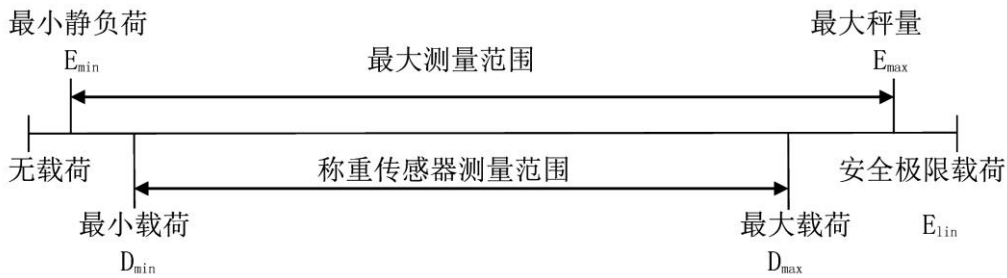 最小静负荷
E_min
最大测量范围
最大秤量
E_max
无载荷
称重传感器测量范围
安全极限载荷
最小载荷
D_min
最大载荷
D_max
E_lin